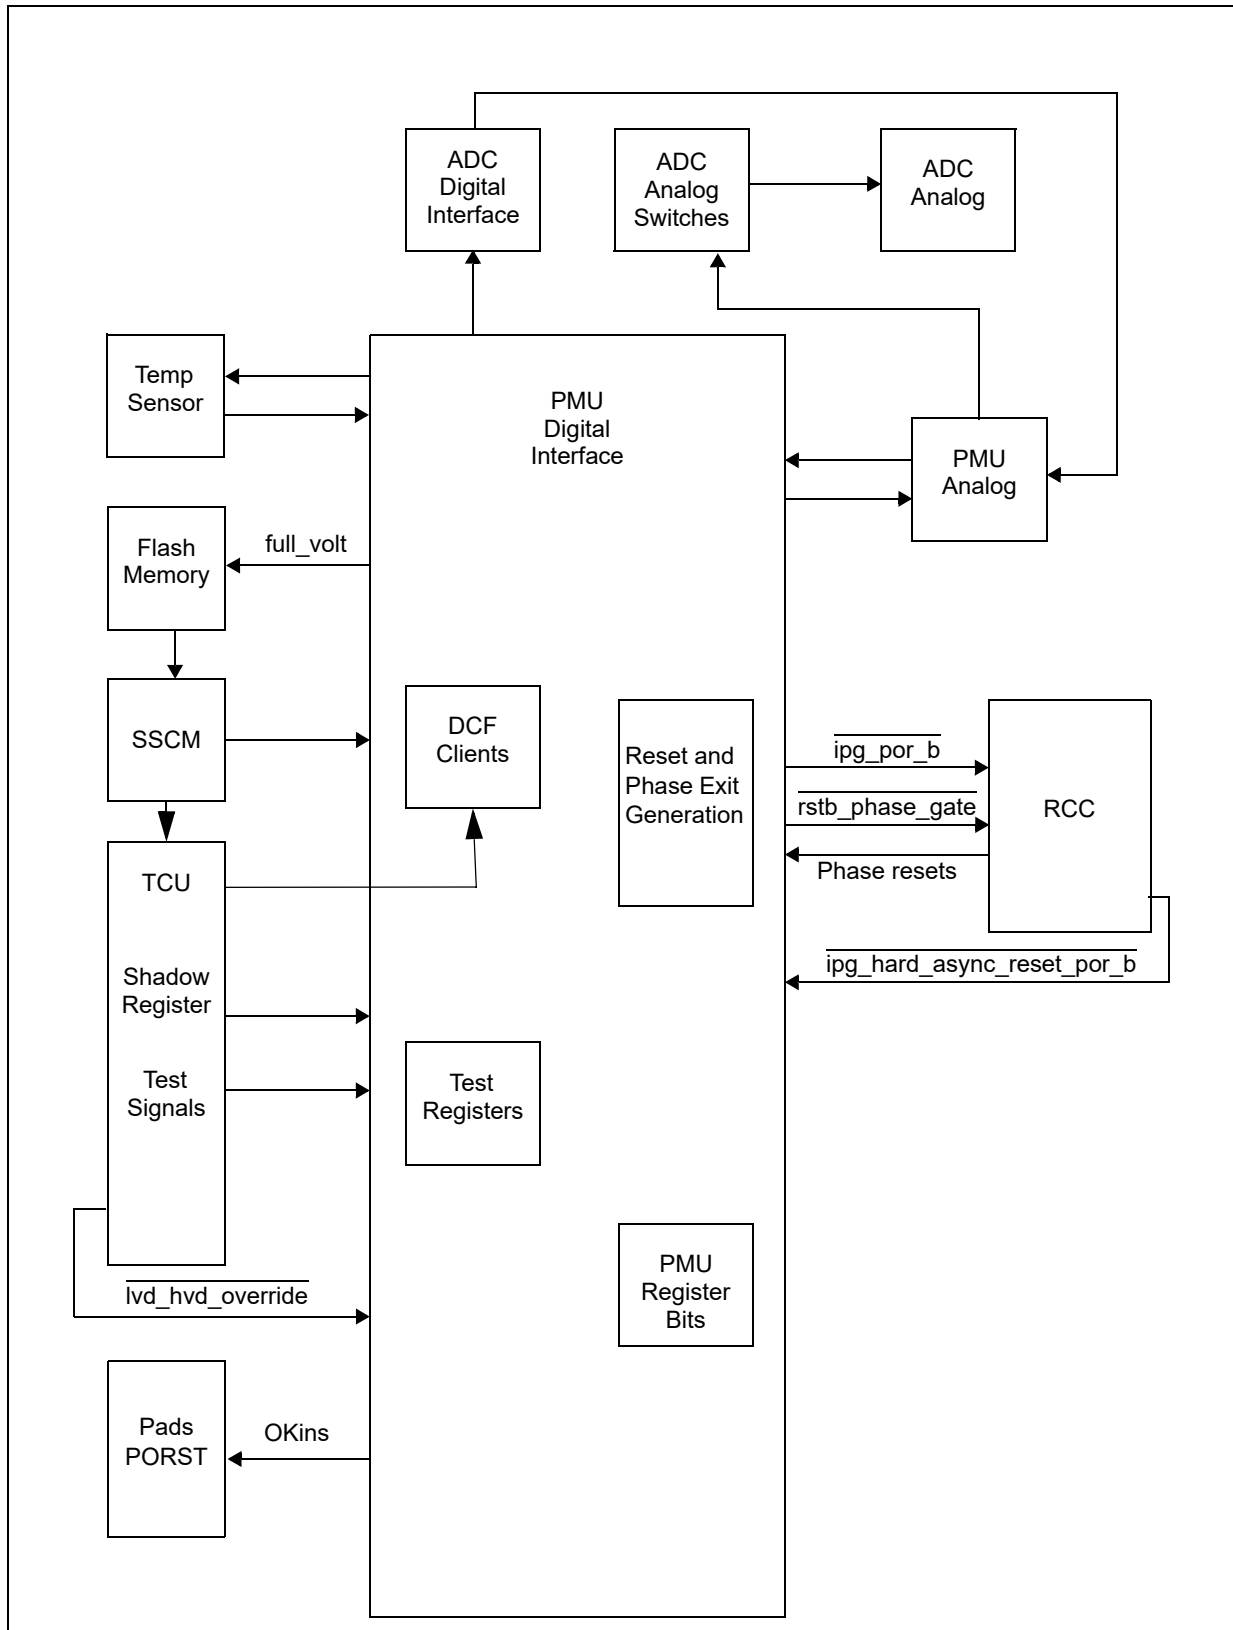 ADC
Digital
Interface
ADC
Analog
Switches
ADC
Analog
Temp
Sensor
PMU
Digital
Interface
PMU
Analog
Flash
Memory
full_volt
SSCM
DCF
Clients
Reset and
Phase Exit
Generation
ipg_por_b
rstb_phase_gate
Phase resets
RCC
ipg_hard_async_reset_por_b
TCU
Shadow
Register
Test
Signals
Test
Registers
lvd_hvd_override
PMU
Register
Bits
Pads
PORST
OKins